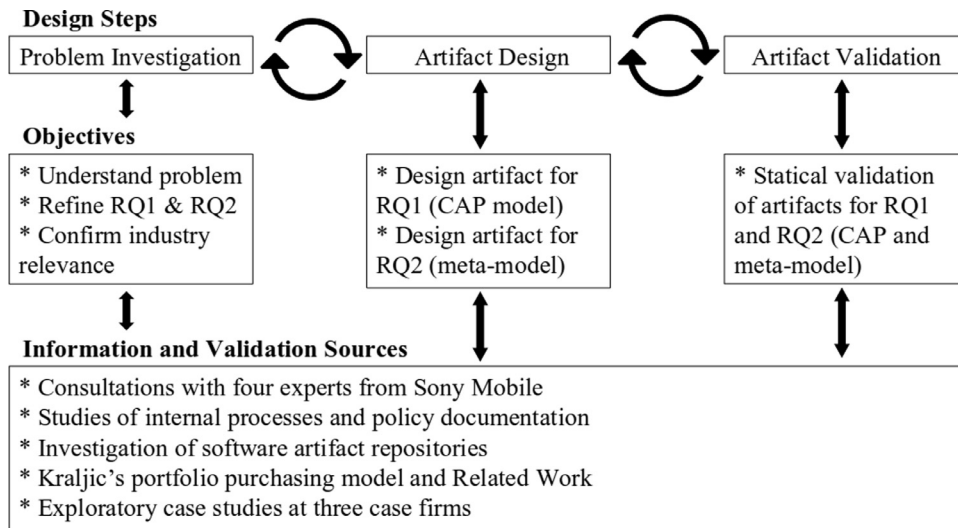 Design Steps
Problem Investigation
Artifact Design
Artifact Validation
Objectives
* Understand problem
* Refine RQ1 & RQ2
* Confirm industry
relevance
* Design artifact for
RQ1 (CAP model)
* Design artifact for
RQ2 (meta-model)
* Statical validation
of artifacts for RQ1
and RQ2 (CAP and
meta-model)
Information and Validation Sources
* Consultations with four experts from Sony Mobile
* Studies of internal processes and policy documentation
* Investigation of software artifact repositories
* Kraljic's portfolio purchasing model and Related Work
* Exploratory case studies at three case firms